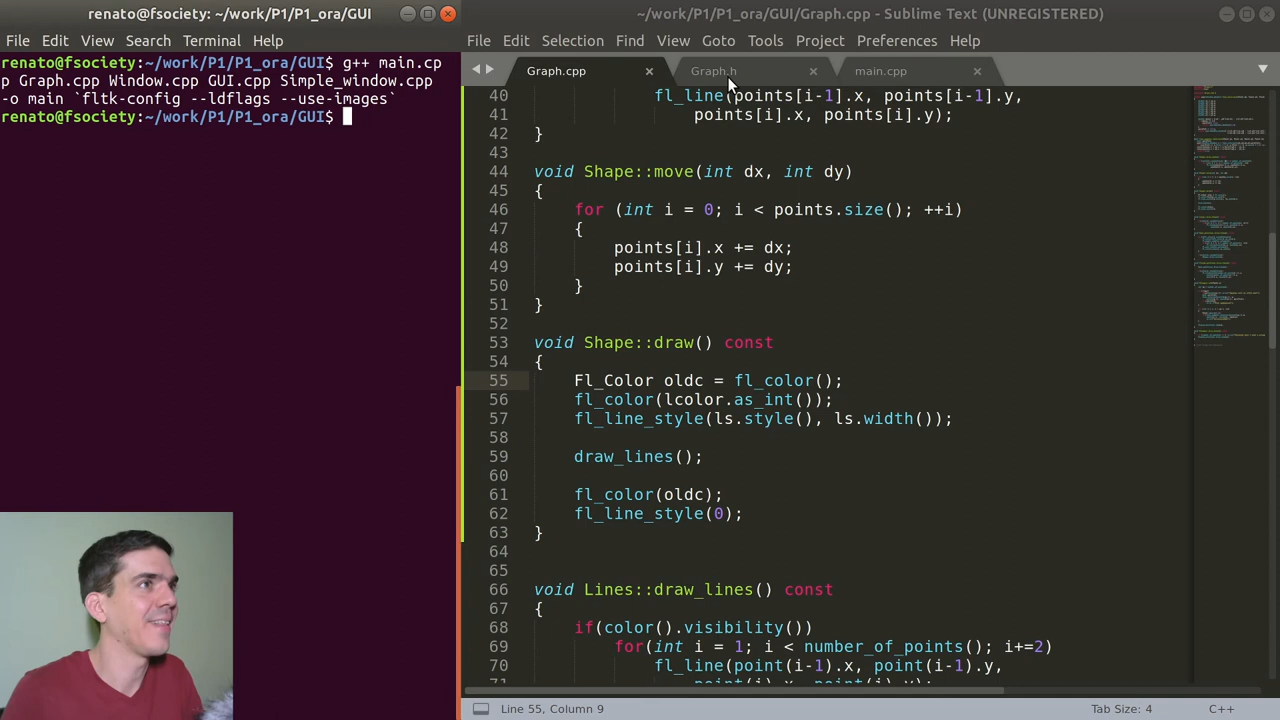 renato@fsociety: ~/work/P1/P1_ora/GUI
File Edit View Search Terminal Help
renato@fsociety:~/work/P1/P1_ora/GUI$ g++ main.cp
p Graph.cpp Window.cpp GUI.cpp Simple_window.cpp
-o main `fltk-config --ldflags --use-images`
renato@fsociety:~/work/P1/P1_ora/GUI$
~/work/P1/P1_ora/GUI/Graph.cpp - Sublime Text (UNREGISTERED)
File Edit Selection Find View Goto Tools Project Preferences Help
Graph.cpp Graph.h main.cpp
40 fl_line(points[i-1].x, points[i-1].y,
41 points[i].x, points[i].y);
42 }
43
44 void Shape::move(int dx, int dy)
45 {
46 for (int i = 0; i < points.size(); ++i)
47 {
48 points[i].x += dx;
49 points[i].y += dy;
50 }
51 }
52
53 void Shape::draw() const
54 {
55 Fl_Color oldc = fl_color();
56 fl_color(lcolor.as_int());
57 fl_line_style(ls.style(), ls.width());
58
59 draw_lines();
60
61 fl_color(oldc);
62 fl_line_style(0);
63 }
64
65
66 void Lines::draw_lines() const
67 {
68 if(color().visibility())
69 for(int i = 1; i < number_of_points(); i+=2)
70 fl_line(point(i-1).x, point(i-1).y,
71 point(i).x, point(i).y);
Line 55, Column 9 Tab Size: 4 C++